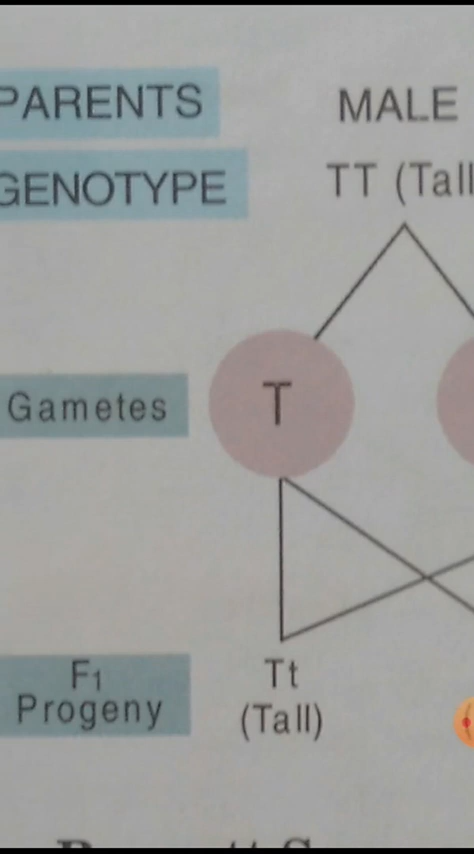 PARENTS MALE
GENOTYPE TT (Tall
Gametes T
F1 Tt
Progeny (Tall)